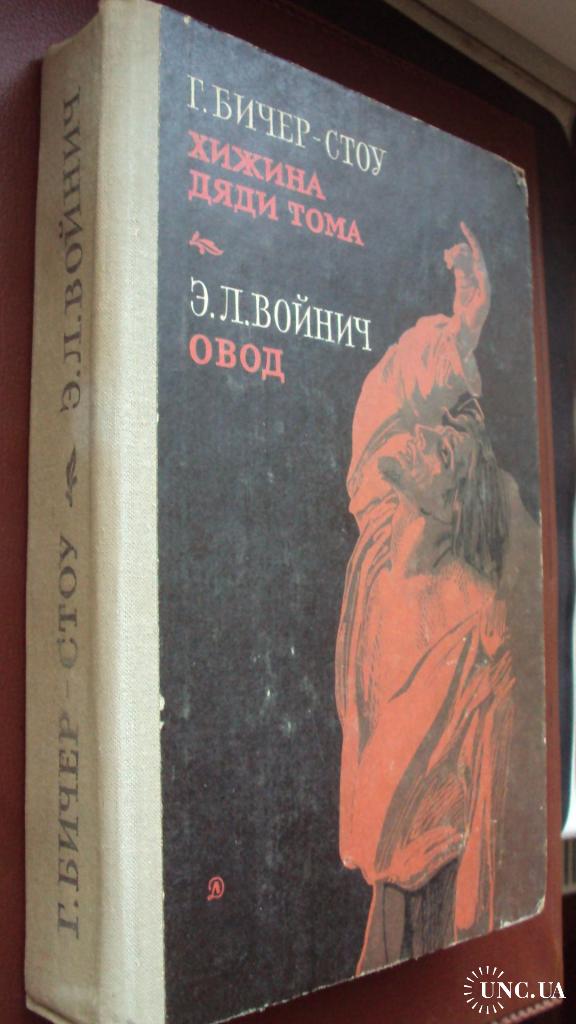 Г. БИЧЕР-СТОУ
ХИЖИНА
ДЯДИ ТОМА
Э. Л. ВОЙНИЧ
ОВОД
Г. БИЧЕР-СТОУ Э.Л.ВОЙНИЧ
UNC.UA